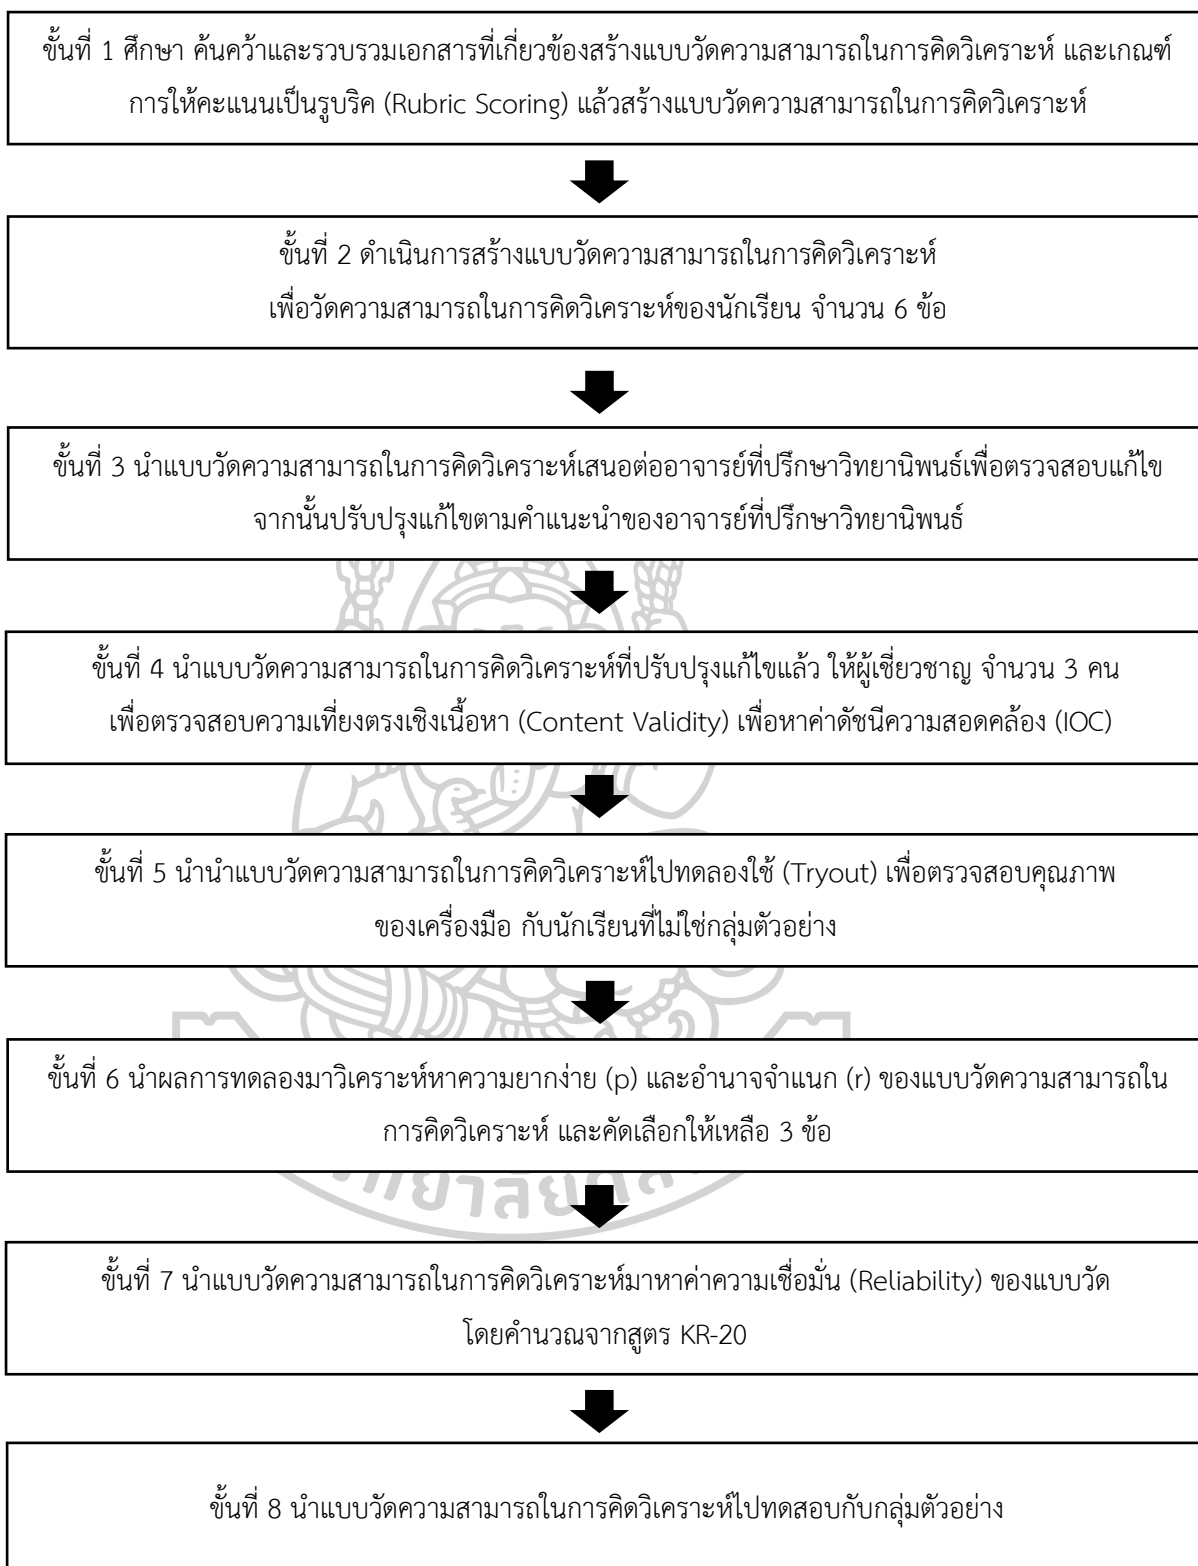 ขั้นที่ 1 ศึกษา ค้นคว้าและรวบรวมเอกสารที่เกี่ยวข้องสร้างแบบวัดความสามารถในการคิดวิเคราะห์ และเกณฑ์
การให้คะแนนเป็นรูบริค (Rubric Scoring) แล้วสร้างแบบวัดความสามารถในการคิดวิเคราะห์
ขั้นที่ 2 ดำเนินการสร้างแบบวัดความสามารถในการคิดวิเคราะห์
เพื่อวัดความสามารถในการคิดวิเคราะห์ของนักเรียน จำนวน 6 ข้อ
ขั้นที่ 3 นำแบบวัดความสามารถในการคิดวิเคราะห์เสนอต่ออาจารย์ที่ปรึกษาวิทยานิพนธ์เพื่อตรวจสอบแก้ไข
จากนั้นปรับปรุงแก้ไขตามคำแนะนำของอาจารย์ที่ปรึกษาวิทยานิพนธ์
ขั้นที่ 4 นำแบบวัดความสามารถในการคิดวิเคราะห์ที่ปรับปรุงแก้ไขแล้ว ให้ผู้เชี่ยวชาญ จำนวน 3 คน
เพื่อตรวจสอบความเที่ยงตรงเชิงเนื้อหา (Content Validity) เพื่อหาค่าดัชนีความสอดคล้อง (IOC)
ขั้นที่ 5 นำนำแบบวัดความสามารถในการคิดวิเคราะห์ไปทดลองใช้ (Tryout) เพื่อตรวจสอบคุณภาพ
ของเครื่องมือ กับนักเรียนที่ไม่ใช่กลุ่มตัวอย่าง
ขั้นที่ 6 นำผลการทดลองมาวิเคราะห์หาความยากง่าย (p) และอำนาจจำแนก (r) ของแบบวัดความสามารถใน
การคิดวิเคราะห์ และคัดเลือกให้เหลือ 3 ข้อ
ขั้นที่ 7 นำแบบวัดความสามารถในการคิดวิเคราะห์มาหาค่าความเชื่อมั่น (Reliability) ของแบบวัด
โดยคำนวณจากสูตร KR-20
ขั้นที่ 8 นำแบบวัดความสามารถในการคิดวิเคราะห์ไปทดสอบกับกลุ่มตัวอย่าง